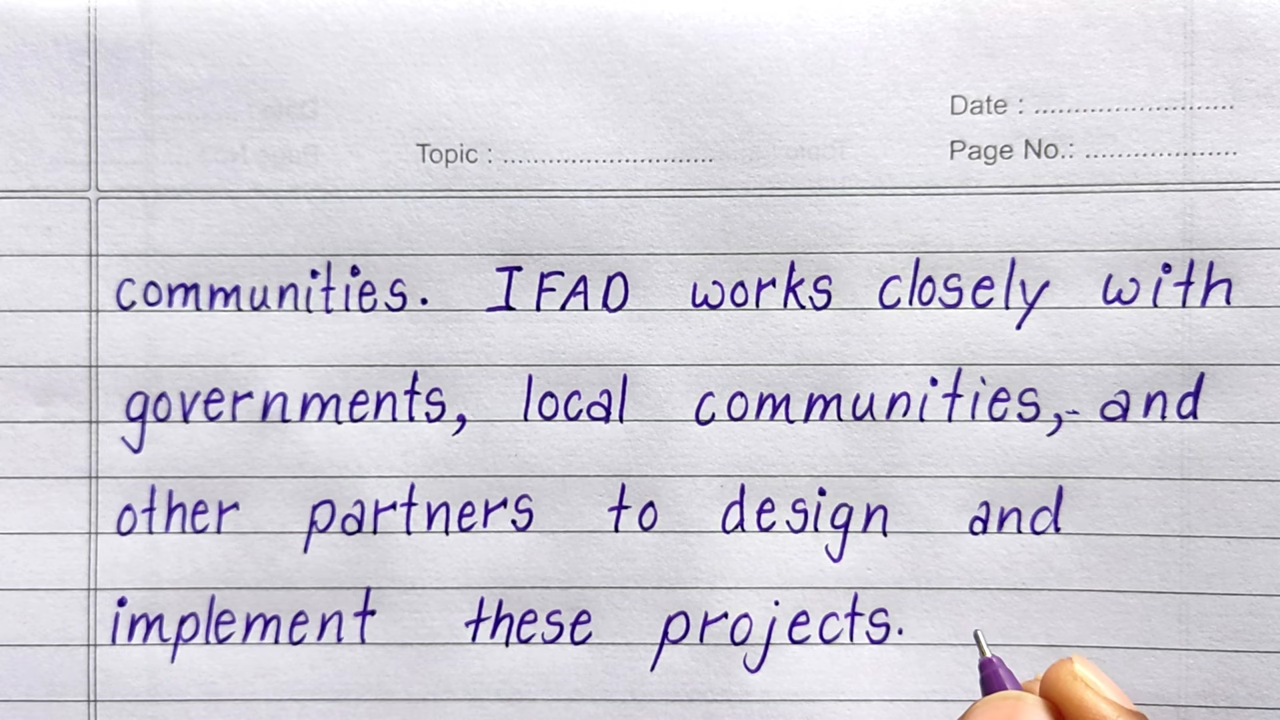 Date : ............................
Topic : ............................
Page No.: ....................
communities. IFAD works closely with
governments, local communities,- and
other partners to design and
implement these projects.